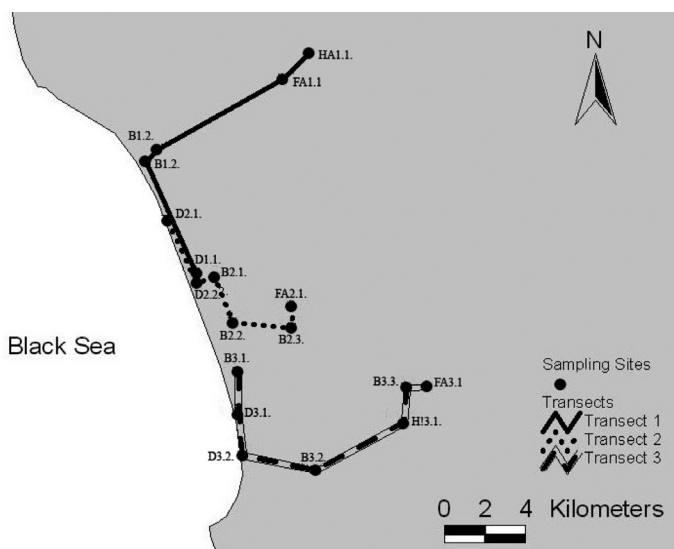 HA1.1.
N
FA1.1
B1.2.
B1.2.
D2.1.
D1.1.
B2.1.
D2.2.
FA2.1.
B2.2.
B2.3.
Black Sea
B3.1.
Sampling Sites
B3.3.
FA3.1
Transects
D3.1.
H!3.1.
Transect 1
Transect 2
D3.2.
B3.2.
Transect 3
0 2 4 Kilometers